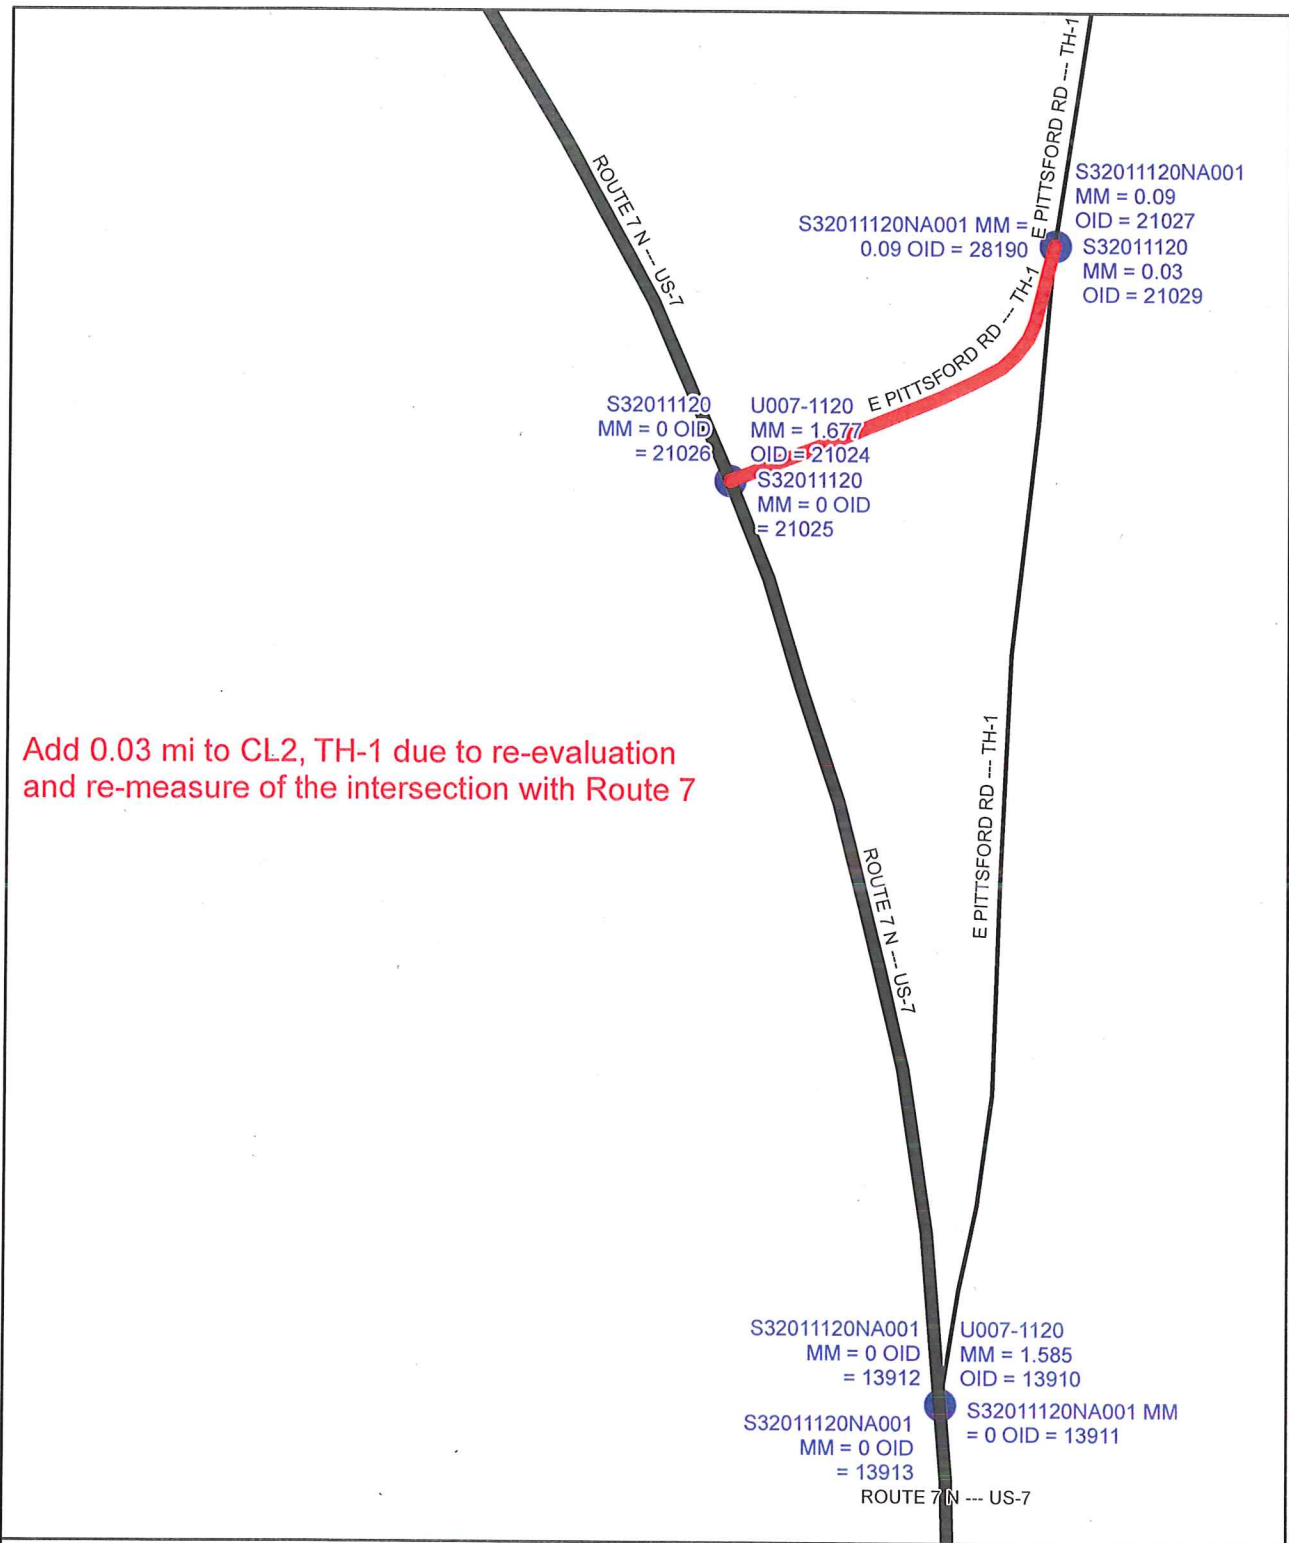 E PITTSFORD RD --- TH-1
ROUTE 7 N --- US-7
S32011120NA001
MM = 0.09
OID = 21027
S32011120NA001 MM =
0.09 OID = 28190
S32011120
MM = 0.03
OID = 21029
E PITTSFORD RD --- TH-1
S32011120
MM = 0 OID
= 21026
U007-1120
MM = 1.677
OID = 21024
S32011120
MM = 0 OID
= 21025
Add 0.03 mi to CL2, TH-1 due to re-evaluation
and re-measure of the intersection with Route 7
E PITTSFORD RD --- TH-1
ROUTE 7 N --- US-7
S32011120NA001
MM = 0 OID
= 13912
U007-1120
MM = 1.585
OID = 13910
S32011120NA001
MM = 0 OID
= 13913
S32011120NA001 MM
= 0 OID = 13911
ROUTE 7 N --- US-7